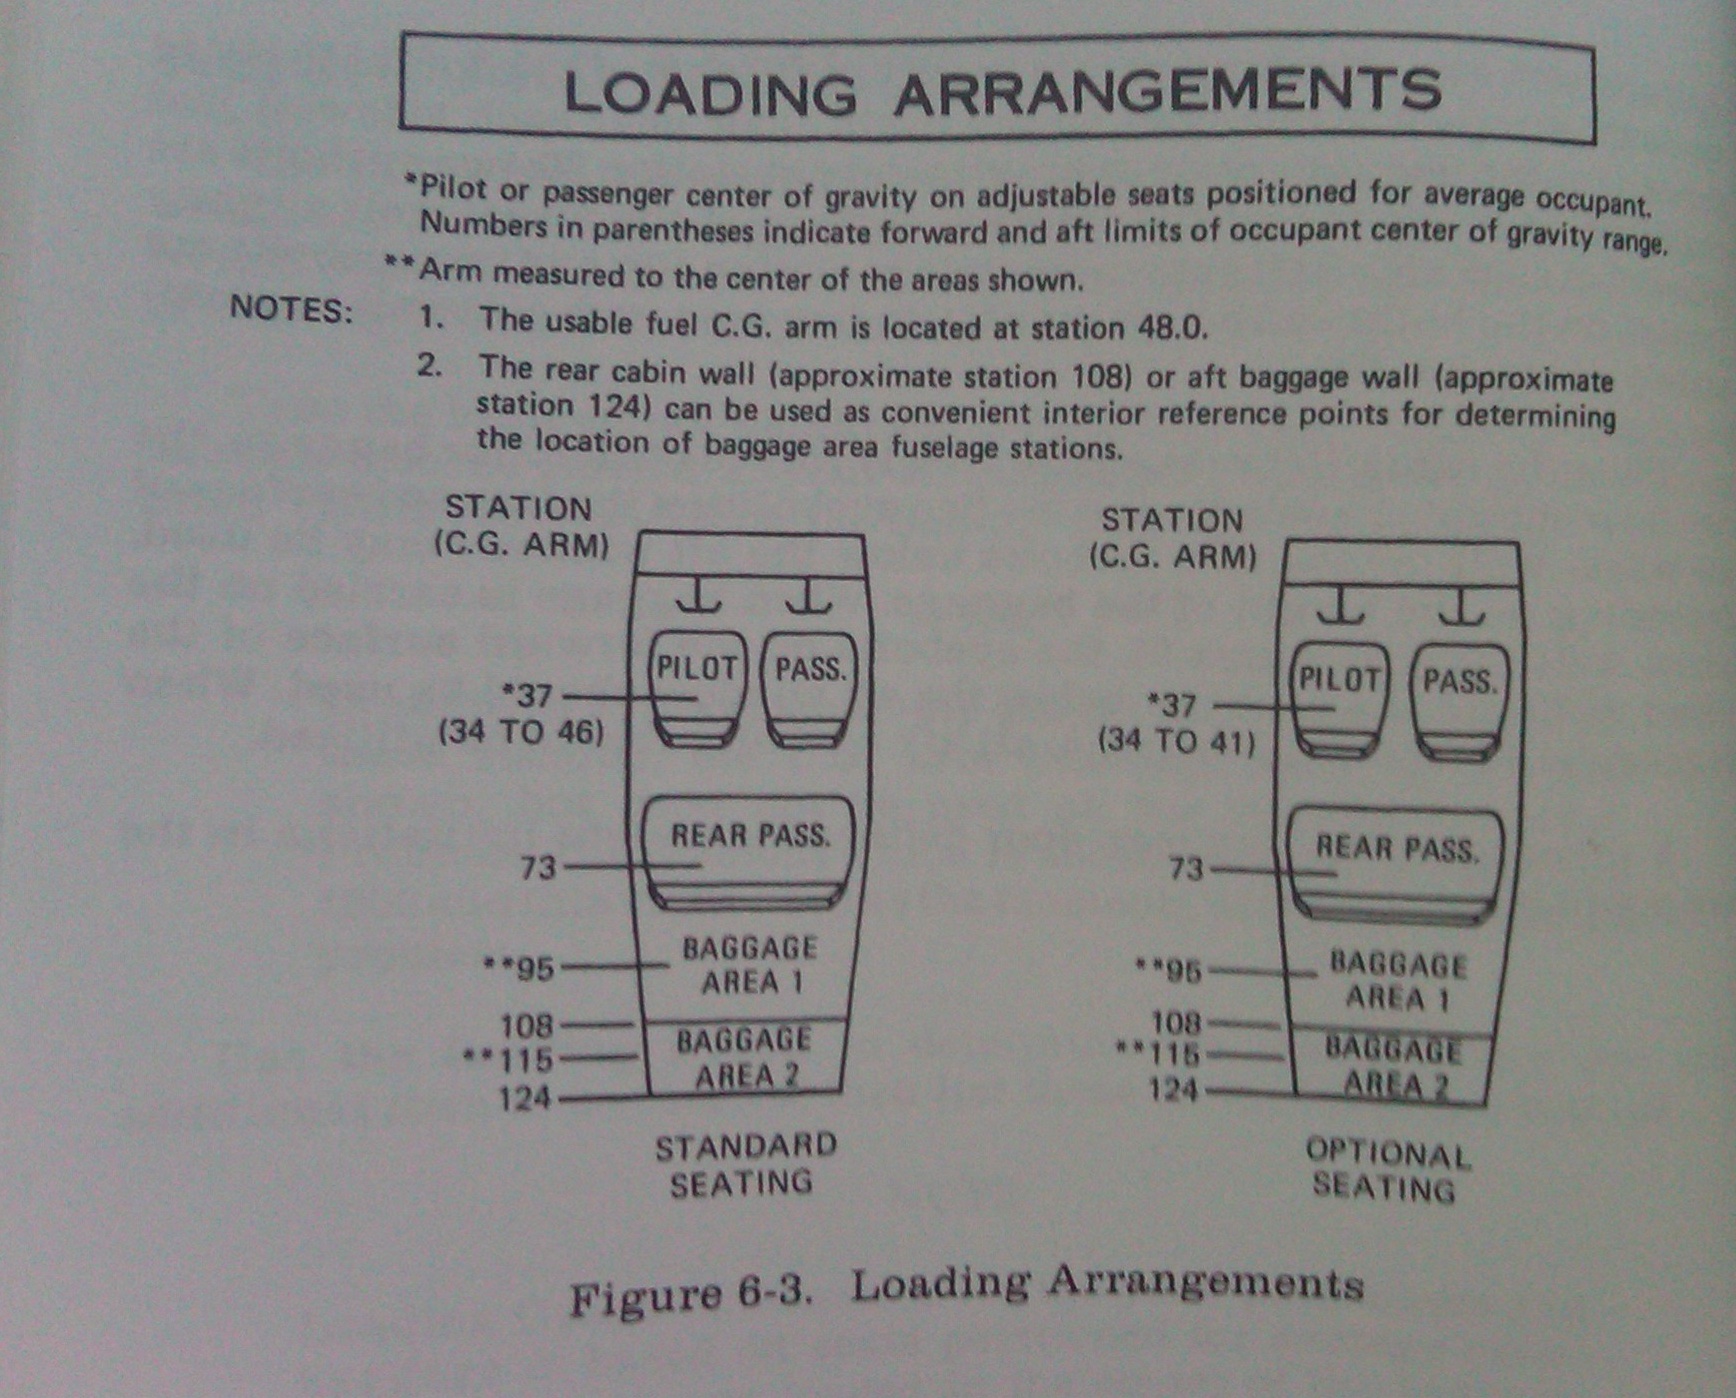 LOADING ARRANGEMENTS
*Pilot or passenger center of gravity on adjustable seats positioned for average occupant.
Numbers in parentheses indicate forward and aft limits of occupant center of gravity range.
**Arm measured to the center of the areas shown.
NOTES: 1. The usable fuel C.G. arm is located at station 48.0.
2. The rear cabin wall (approximate station 108) or aft baggage wall (approximate
station 124) can be used as convenient interior reference points for determining
the location of baggage area fuselage stations.
STATION
(C.G. ARM)
PILOT PASS.
*37
(34 TO 46)
REAR PASS.
73
BAGGAGE
**95
AREA 1
108
BAGGAGE
**115
AREA 2
124
STANDARD
SEATING
STATION
(C.G. ARM)
PILOT PASS.
*37
(34 TO 41)
REAR PASS.
73
BAGGAGE
**95
AREA 1
108
BAGGAGE
**115
AREA 2
124
OPTIONAL
SEATING
Figure 6-3. Loading Arrangements